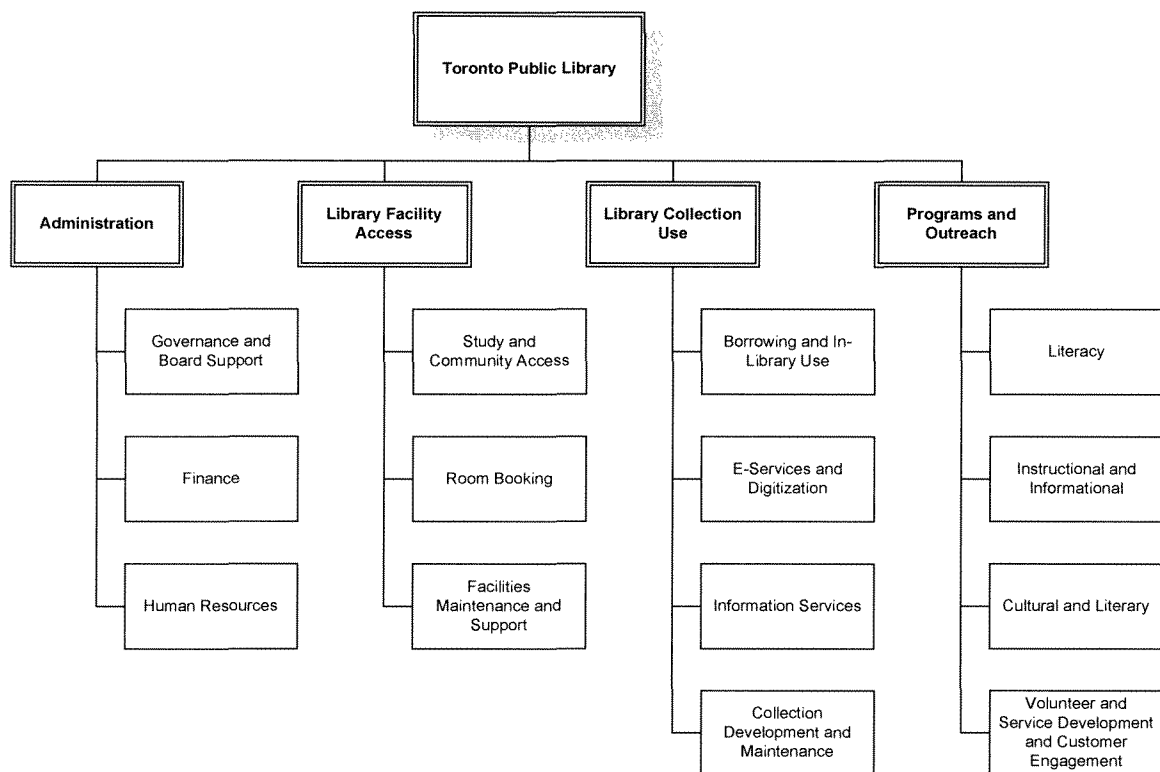 Toronto Public Library
Administration
Library Facility
Access
Library Collection
Use
Programs and
Outreach
Governance and
Board Support
Study and
Community Access
Borrowing and In-
Library Use
Literacy
Finance
Room Booking
E-Services and
Digitization
Instructional and
Informational
Human Resources
Facilities
Maintenance and
Support
Information Services
Cultural and Literary
Collection
Development and
Maintenance
Volunteer and
Service Development
and Customer
Engagement